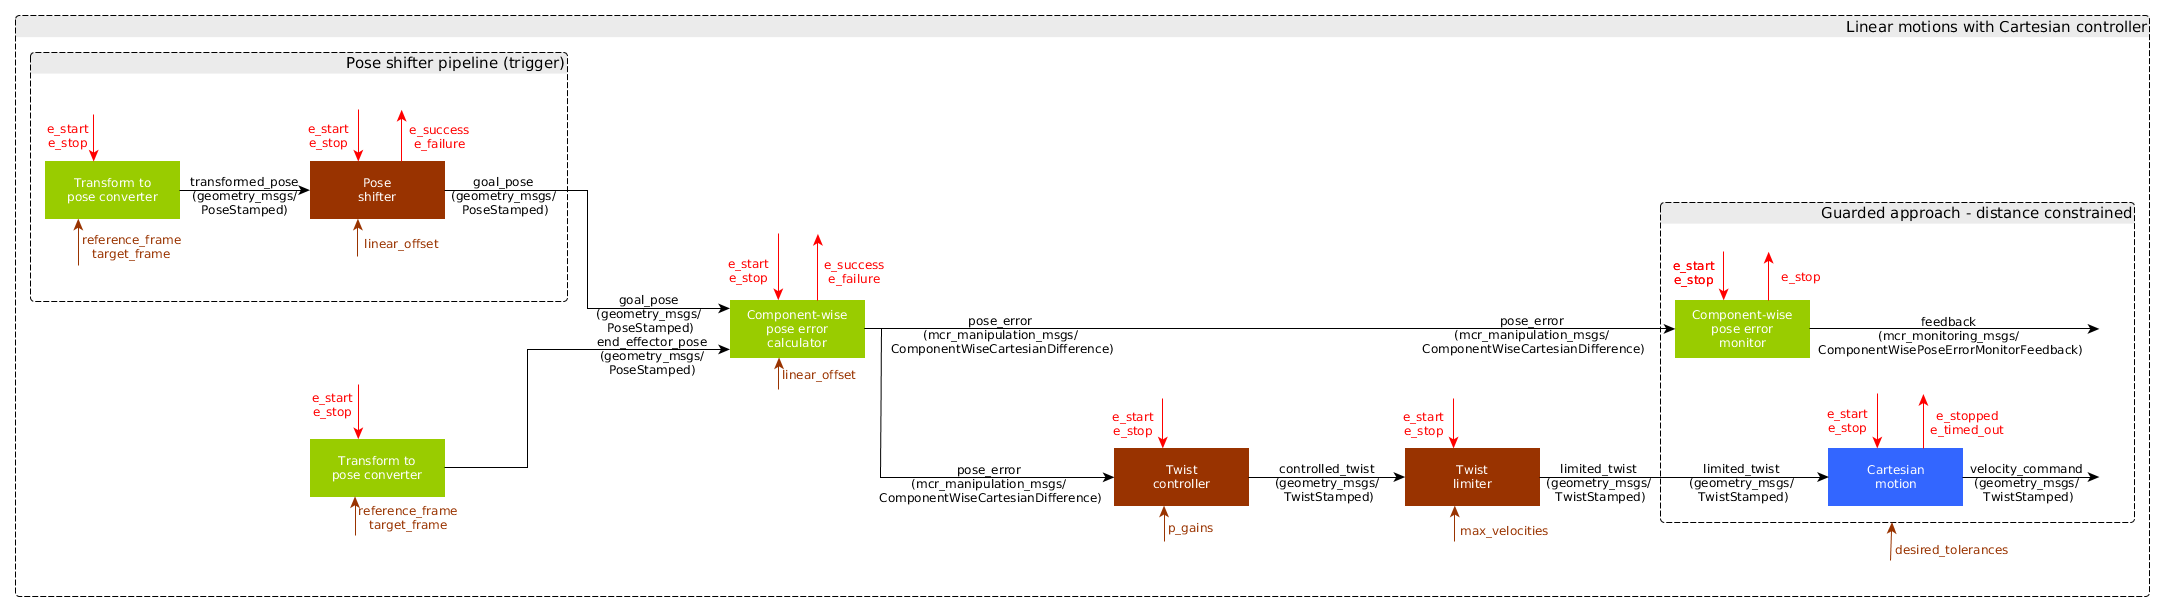 Linear motions with Cartesian controller
Pose shifter pipeline (trigger)
e_start
e_stop
Transform to
pose converter
reference_frame
target_frame
transformed_pose
(geometry_msgs/
PoseStamped)
e_start
e_stop
e_success
e_failure
Pose
shifter
linear_offset
goal_pose
(geometry_msgs/
PoseStamped)
goal_pose
(geometry_msgs/
PoseStamped)
end_effector_pose
(geometry_msgs/
PoseStamped)
e_start
e_stop
Transform to
pose converter
reference_frame
target_frame
e_start
e_stop
e_success
e_failure
Component-wise
pose error
calculator
linear_offset
pose_error
(mcr_manipulation_msgs/
ComponentWiseCartesianDifference)
pose_error
(mcr_manipulation_msgs/
ComponentWiseCartesianDifference)
pose_error
(mcr_manipulation_msgs/
ComponentWiseCartesianDifference)
e_start
e_stop
Twist
controller
p_gains
controlled_twist
(geometry_msgs/
TwistStamped)
e_start
e_stop
Twist
limiter
max_velocities
limited_twist
(geometry_msgs/
TwistStamped)
Guarded approach - distance constrained
e_start
e_stop
e_stop
Component-wise
pose error
monitor
feedback
(mcr_monitoring_msgs/
ComponentWisePoseErrorMonitorFeedback)
limited_twist
(geometry_msgs/
TwistStamped)
e_start
e_stop
e_stopped
e_timed_out
Cartesian
motion
velocity_command
(geometry_msgs/
TwistStamped)
desired_tolerances